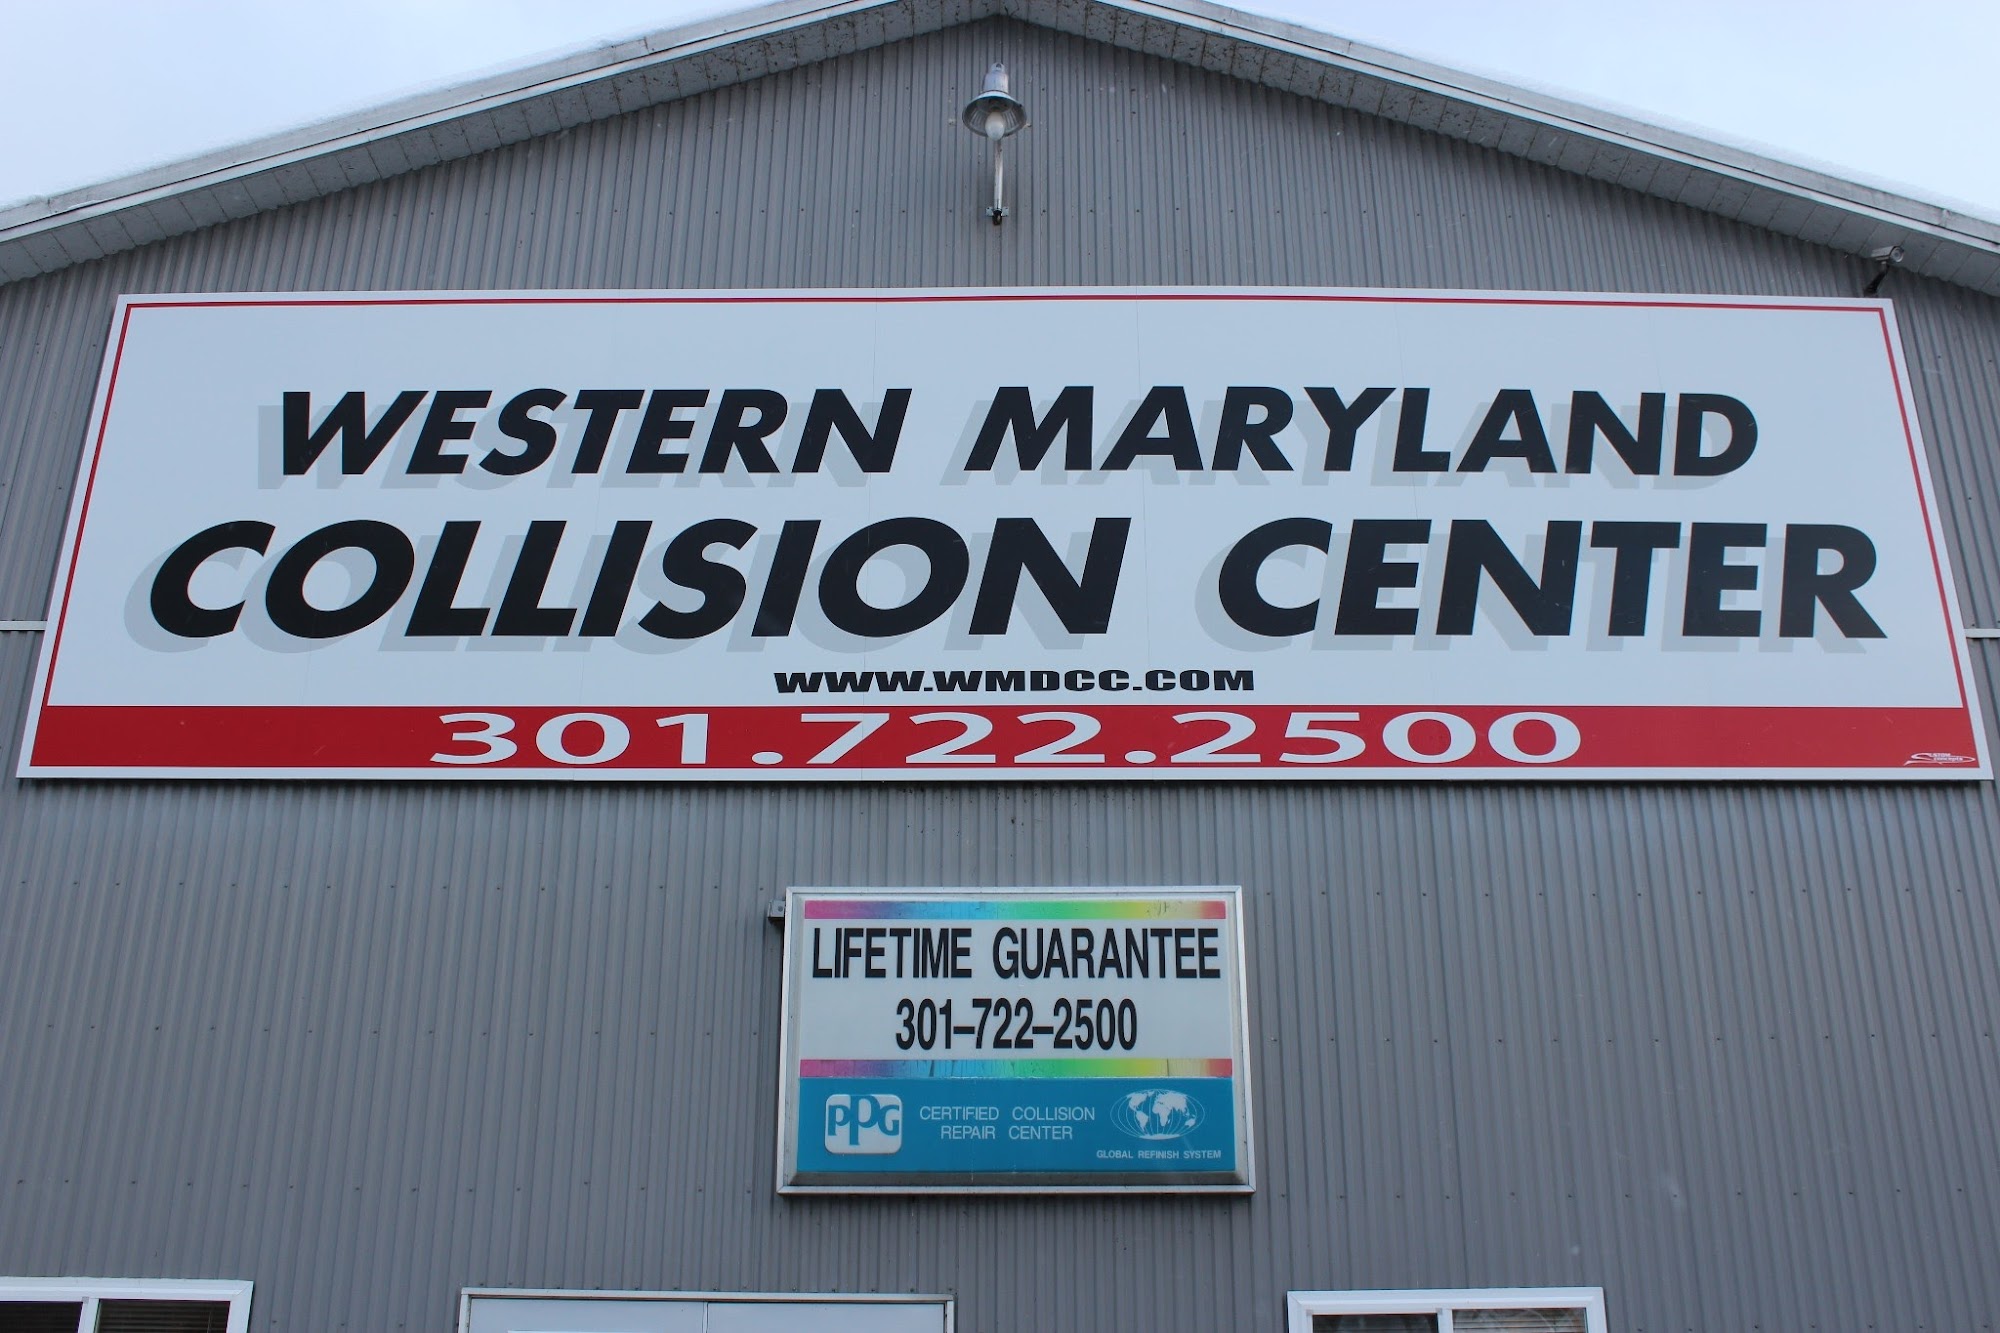 WESTERN MARYLAND
COLLISION CENTER
WWW.WMDCC.COM
301.722.2500
LIFETIME GUARANTEE
301-722-2500
PPG
CERTIFIED COLLISION
REPAIR CENTER
GLOBAL REFINISH SYSTEM